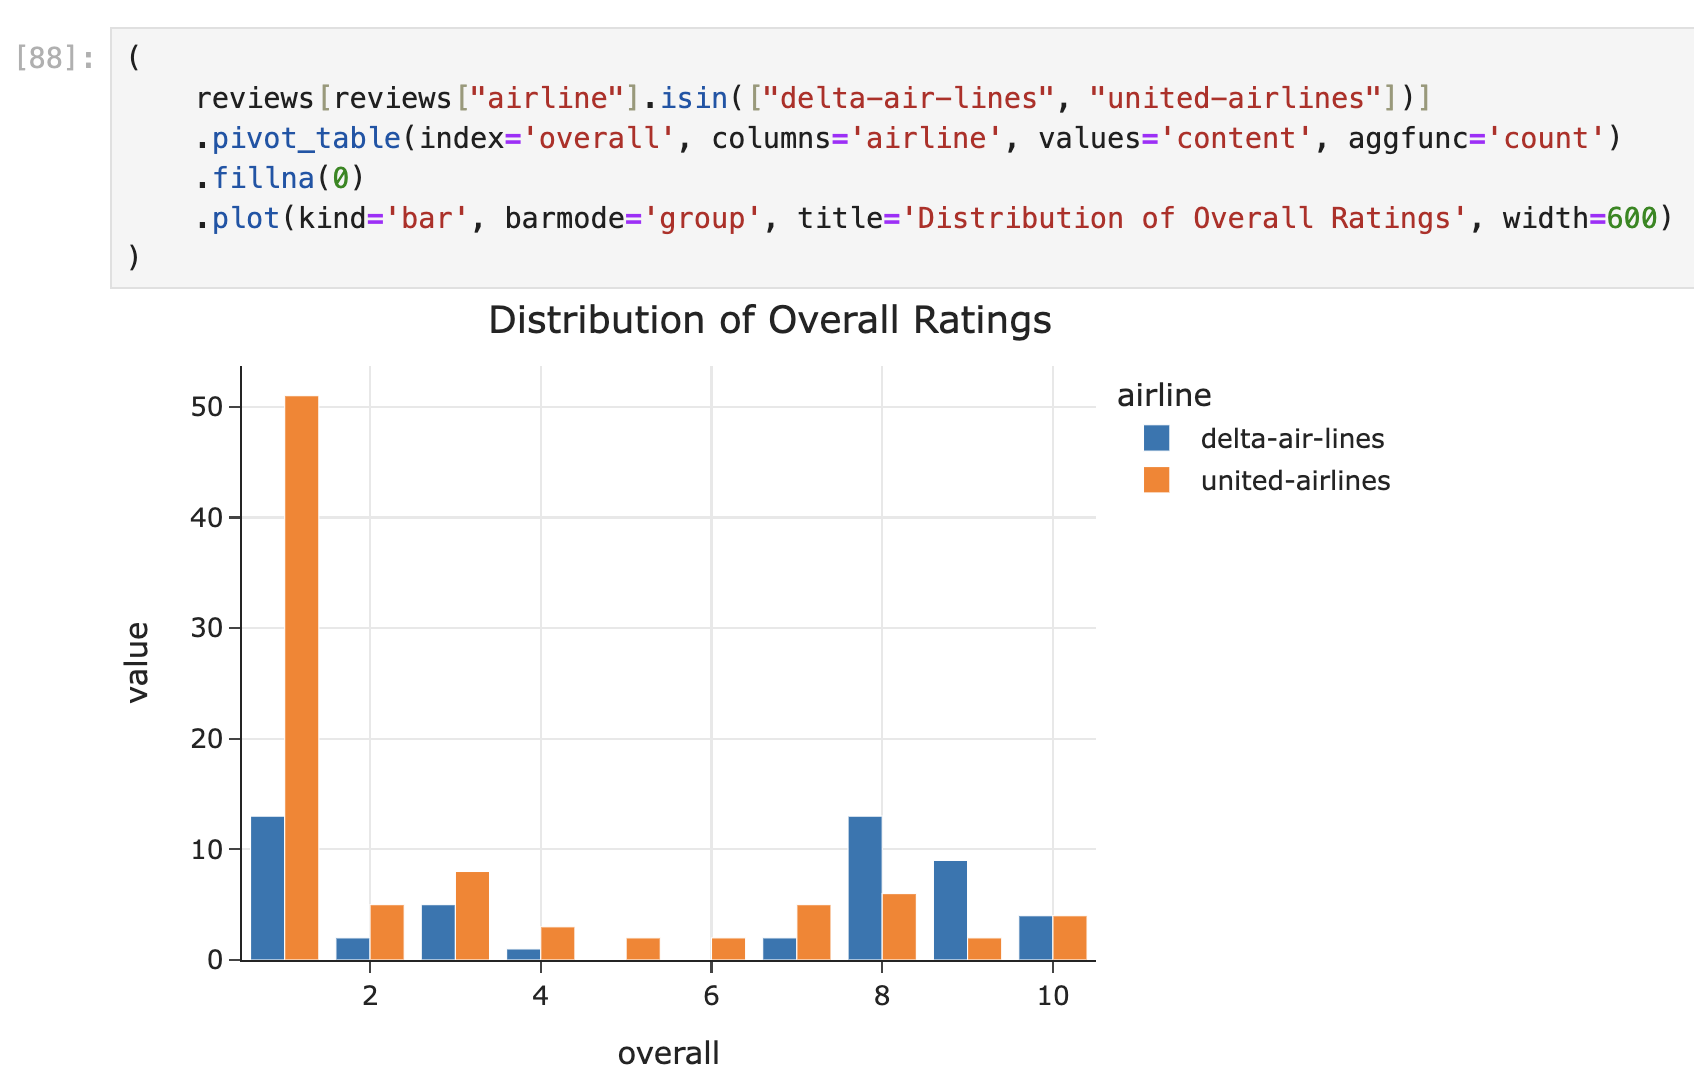 [88]:
(
reviews[reviews["airline"].isin(["delta-air-lines", "united-airlines"])]
.pivot_table(index='overall', columns='airline', values='content', aggfunc='count')
.fillna(0)
.plot(kind='bar', barmode='group', title='Distribution of Overall Ratings', width=600)
)
Distribution of Overall Ratings
airline
delta-air-lines
united-airlines
50
40
30
20
10
0
value
2 4 6 8 10
overall